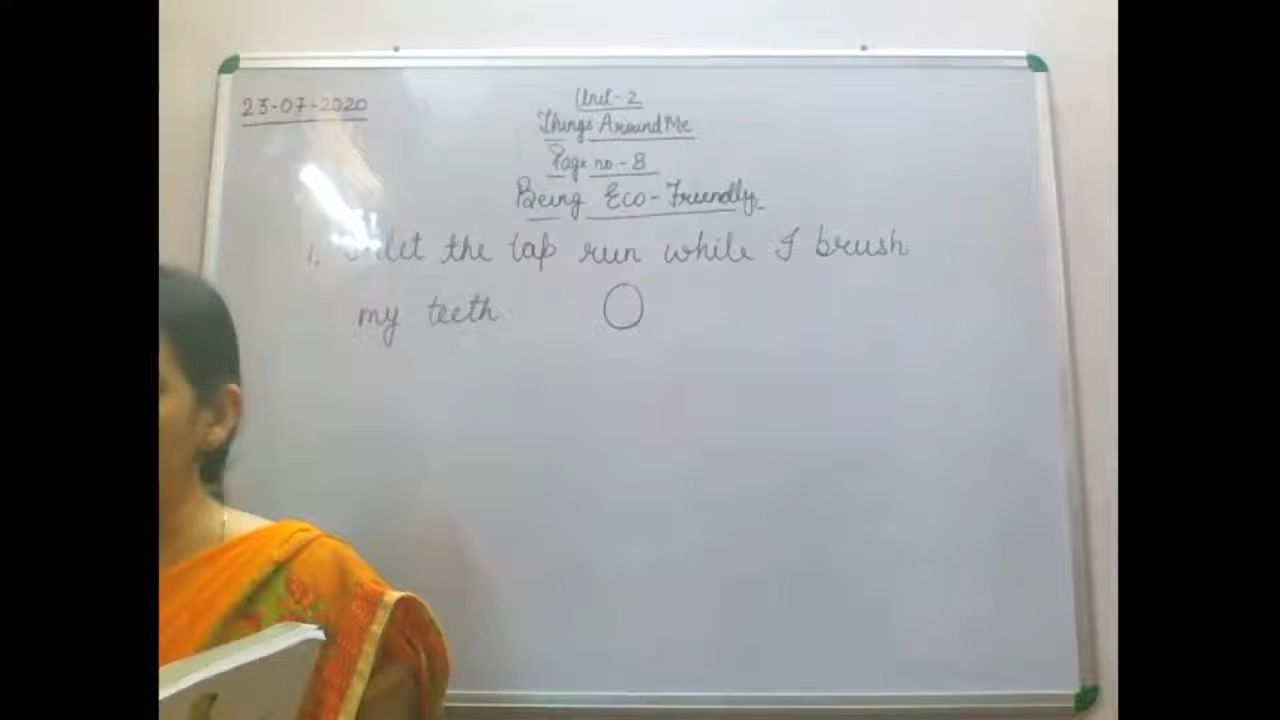 23-07-2020
Unit-2
Things Around Me
Page no.-8
Being Eco-Friendly
1. I let the tap run while I brush
my teeth